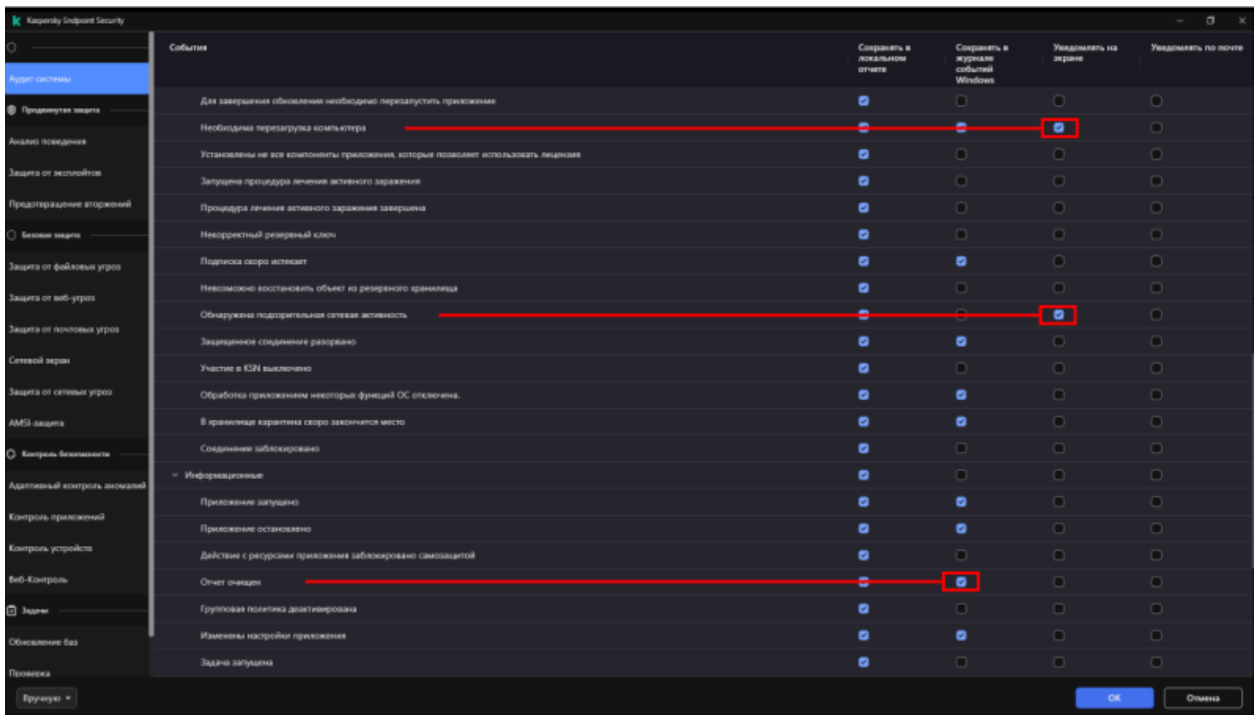 Kaspersky Endpoint Security
События
Сохранять в локальном отчете
Сохранять в журнале событий Windows
Уведомлять на экране
Уведомлять по почте
Аудит системы
Продвинутая защита
Анализ поведения
Защита от эксплойтов
Предотвращение вторжений
Базовая защита
Защита от файловых угроз
Защита от веб-угроз
Защита от почтовых угроз
Сетевой экран
Защита от сетевых угроз
AMSI-защита
Контроль безопасности
Адаптивный контроль аномалий
Контроль приложений
Контроль устройств
Веб-Контроль
Задачи
Обновление баз
Проверка
Для завершения обновления необходимо перезапустить приложение
Необходима перезагрузка компьютера
Установлены не все компоненты приложения, которые позволяет использовать лицензия
Запущена процедура лечения активного заражения
Процедура лечения активного заражения завершена
Некорректный резервный ключ
Подписка скоро истекает
Невозможно восстановить объект из резервного хранилища
Обнаружена подозрительная сетевая активность
Защищенное соединение разорвано
Участие в KSN выключено
Обработка приложением некоторых функций ОС отключена.
В хранилище карантина скоро закончится место
Соединение заблокировано
Информационные
Приложение запущено
Приложение остановлено
Действие с ресурсами приложения заблокировано самозащитой
Отчет очищен
Групповая политика деактивирована
Изменены настройки приложения
Задача запущена
Вручную
ОК
Отмена